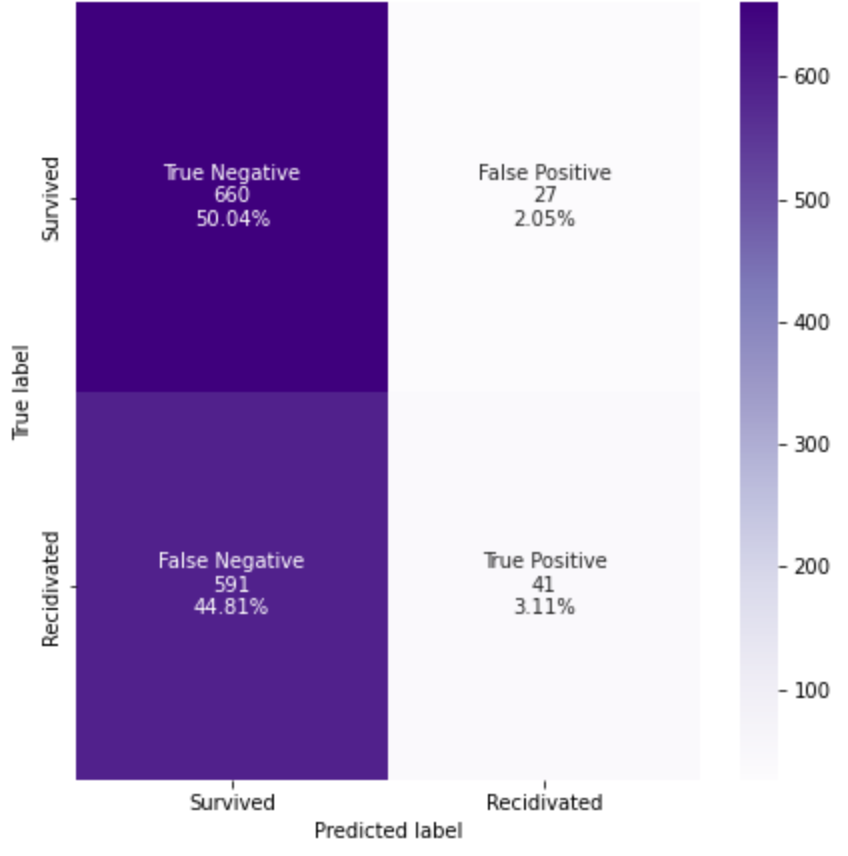 True Negative
660
50.04%
False Positive
27
2.05%
False Negative
591
44.81%
True Positive
41
3.11%
Survived
Recidivated
True label
Survived
Recidivated
Predicted label
600
500
400
300
200
100